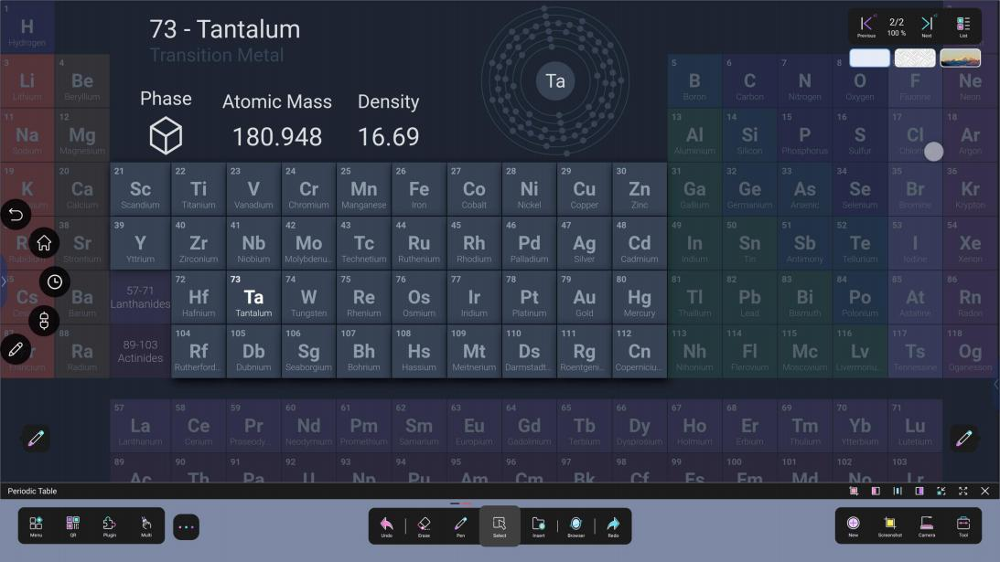 73 - Tantalum
Transition Metal
Phase Atomic Mass Density
180.948 16.69
Ta
2/2
100 %
Previous Next List
1
H
Hydrogen
3 4 5 6 7 8
Li Be B C N O F Ne
Lithium Beryllium Boron Carbon Nitrogen Oxygen Neon
11 12 13 14 15 16 17 18
Na Mg Al Si P S Cl Ar
Sodium Magnesium Aluminium Silicon Phosphorus Sulfur Argon
19 20 21 22 23 24 25 26 27 28 29 30 31 32 33 34 35 36
K Ca Sc Ti V Cr Mn Fe Co Ni Cu Zn Ga Ge As Se Br Kr
Calcium Scandium Titanium Vanadium Chromium Manganese Iron Cobalt Nickel Copper Zinc Gallium Germanium Arsenic Selenium Bromine Krypton
38 39 40 41 42 43 44 45 46 47 48 49 50 51 52 53 54
Sr Y Zr Nb Mo Tc Ru Rh Pd Ag Cd In Sn Sb Te I Xe
Strontium Yttrium Zirconium Niobium Molybdenu... Technetium Ruthenium Rhodium Palladium Silver Cadmium Indium Tin Antimony Tellurium Iodine Xenon
72 73 74 75 76 77 78 79 80 81 82 83 84 85 86
Cs Ba 57-71 Hf Ta W Re Os Ir Pt Au Hg Tl Pb Bi Po At Rn
Barium Lanthanides Hafnium Tantalum Tungsten Rhenium Osmium Iridium Platinum Gold Mercury Thallium Lead Bismuth Polonium Astatine Radon
88 104 105 106 107 108 109 110 111 112 113 114 115 116 117 118
Ra 89-103 Rf Db Sg Bh Hs Mt Ds Rg Cn Nh Fl Mc Lv Ts Og
Radium Actinides Rutherford... Dubnium Seaborgium Bohrium Hassium Meitnerium Darmstadt... Roentgeni... Coperniciu... Nihonium Flerovium Moscovium Livermoriu... Tennessine Oganesson
57 58 59 60 61 62 63 64 65 66 67 68 69 70 71
La Ce Pr Nd Pm Sm Eu Gd Tb Dy Ho Er Tm Yb Lu
Lanthanum Cerium Praseody... Neodymium Promethium Samarium Europium Gadolinium Terbium Dysprosium Holmium Erbium Thulium Ytterbium Lutetium
89 90 91 92 93 94 95 96 97 98 99 100 101 102 103
Ac Th Pa U Np Pu Am Cm Bk Cf Es Fm Md No Lr
Periodic Table
Menu QR Plugin Multi Undo Erase Pen Select Insert Browser Redo New Screenshot Camera Tool